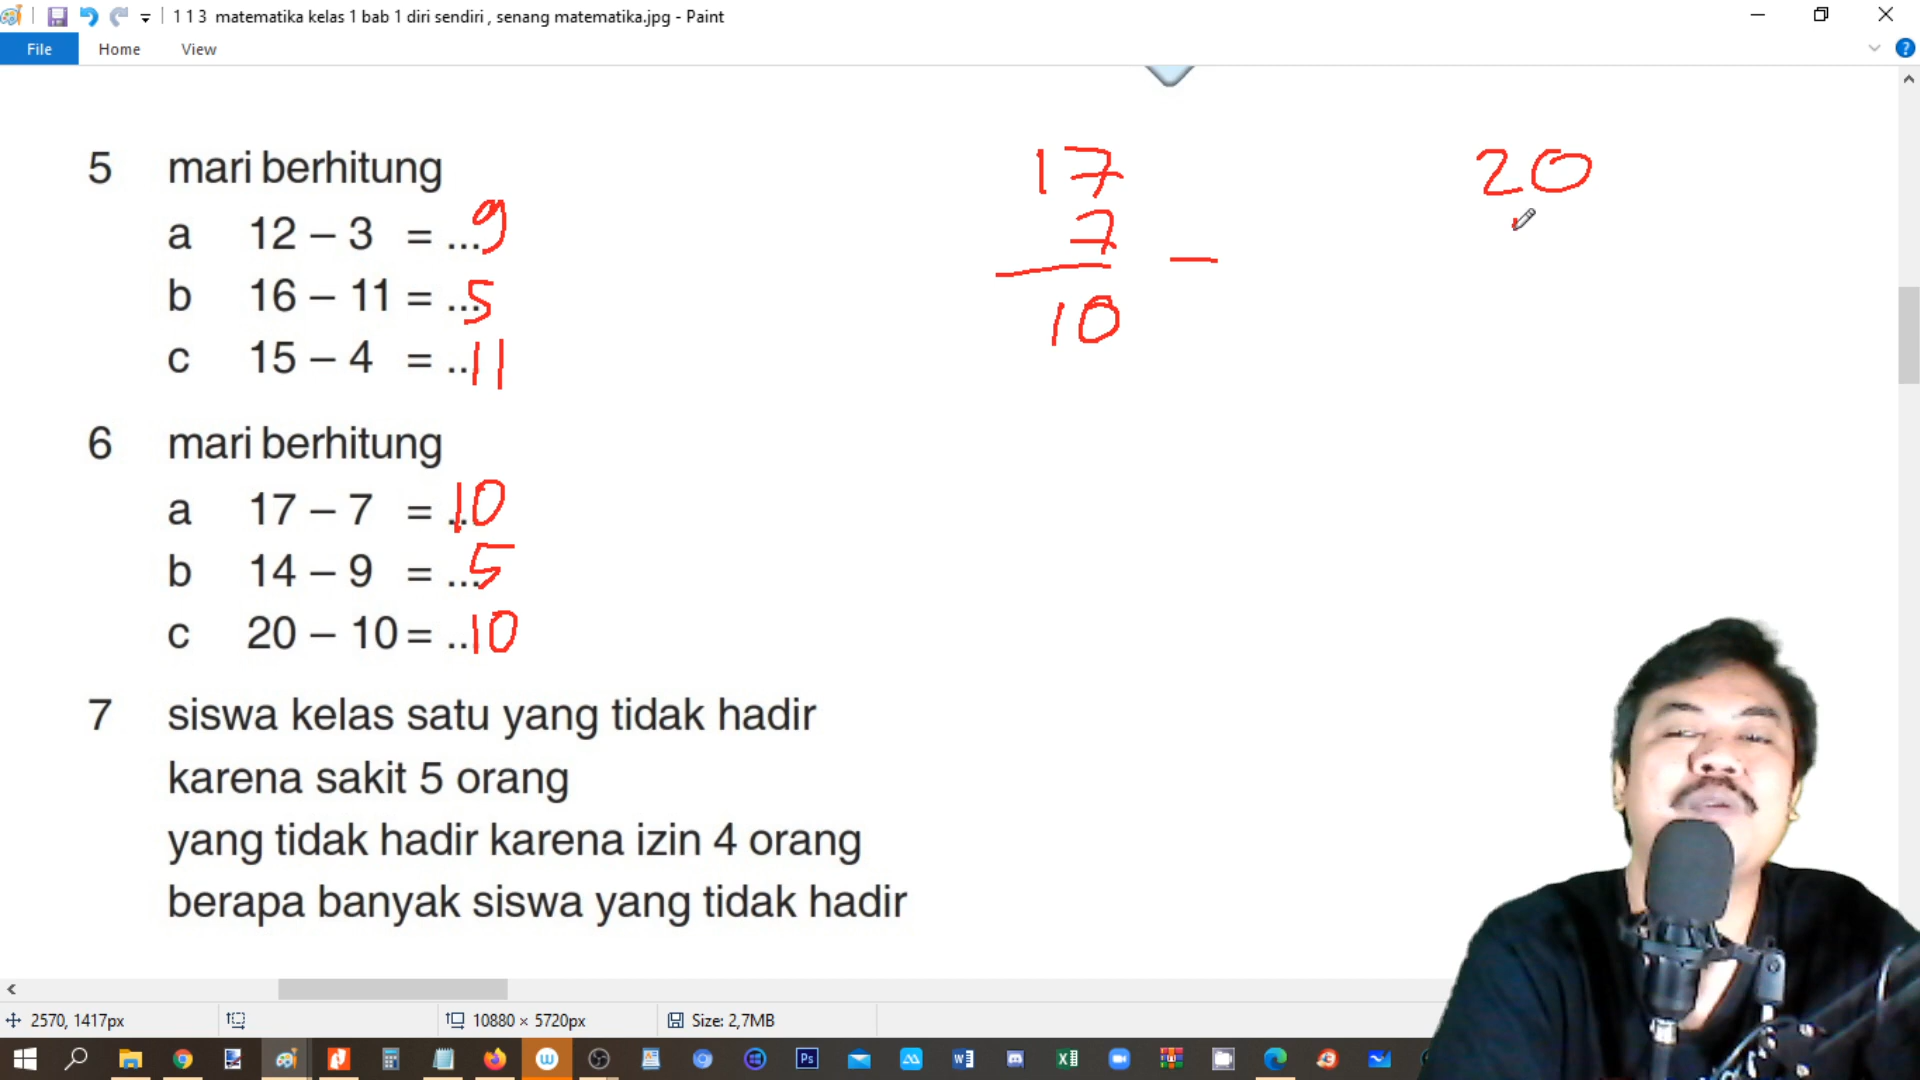 1 1 3 matematika kelas 1 bab 1 diri sendiri , senang matematika.jpg - Paint
File Home View
5 mari berhitung
a 12 – 3 = ... 9
b 16 – 11 = ... 5
c 15 – 4 = .. 11
6 mari berhitung
a 17 – 7 = .. 10
b 14 – 9 = ... 5
c 20 – 10 = .. 10
7 siswa kelas satu yang tidak hadir
karena sakit 5 orang
yang tidak hadir karena izin 4 orang
berapa banyak siswa yang tidak hadir
17
7 –
10
20
2570, 1417px 10880 × 5720px Size: 2,7MB